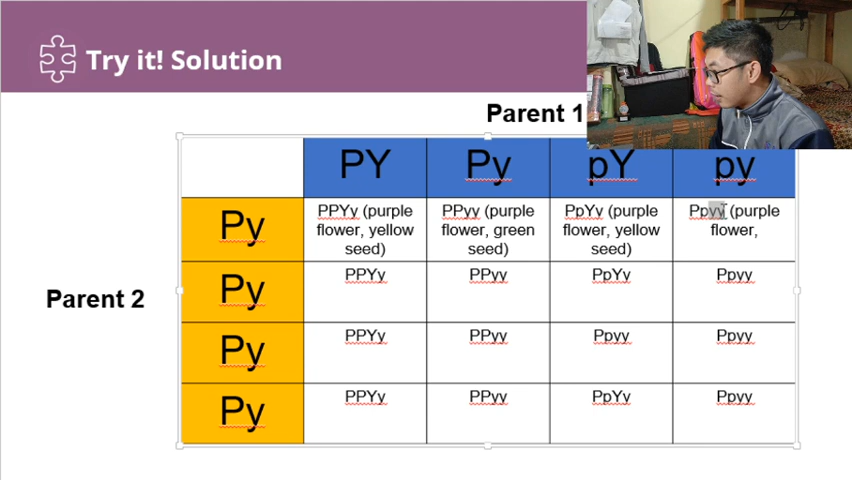 Try it! Solution
Parent 1
PY Py pY py
Py PPYy (purple flower, yellow seed) PPyy (purple flower, green seed) PpYy (purple flower, yellow seed) Ppyy (purple flower,
Parent 2
Py PPYy PPyy PpYy Ppyy
Py PPYy PPyy Ppyy Ppyy
Py PPYy PPyy PpYy Ppyy